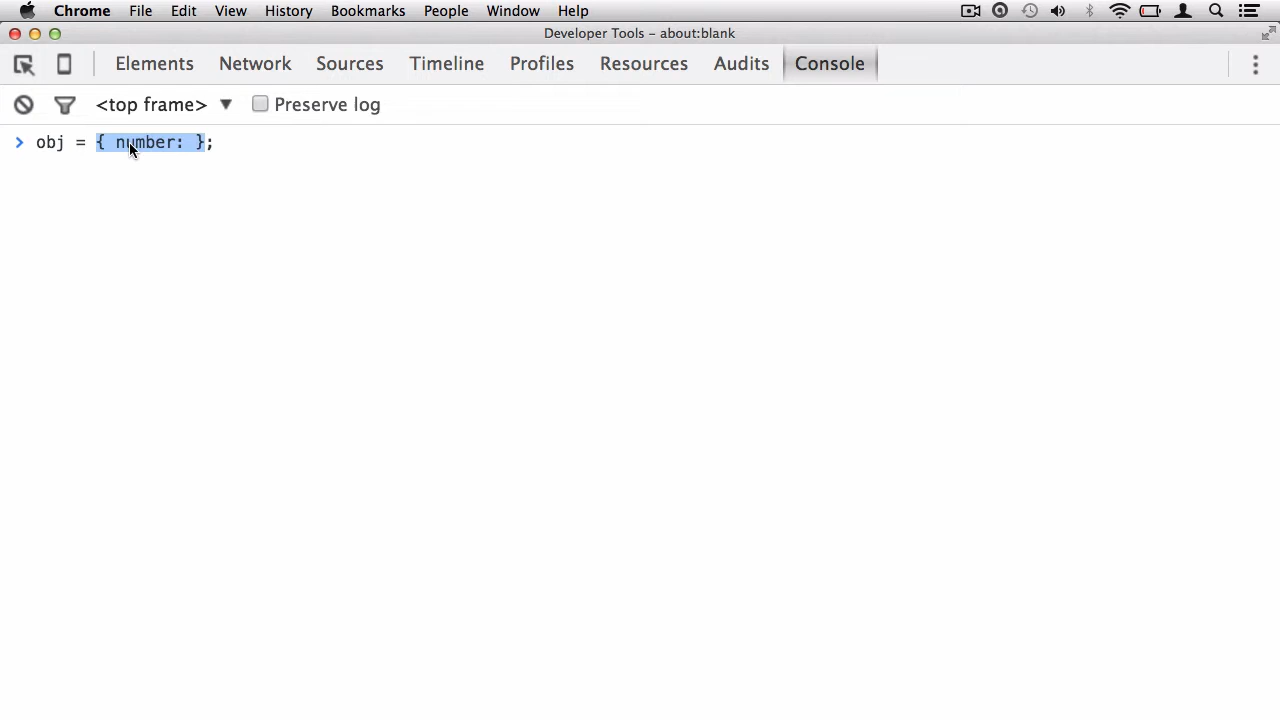 Chrome File Edit View History Bookmarks People Window Help
Developer Tools – about:blank
Elements Network Sources Timeline Profiles Resources Audits Console
<top frame> ▼ Preserve log
> obj = { number: };